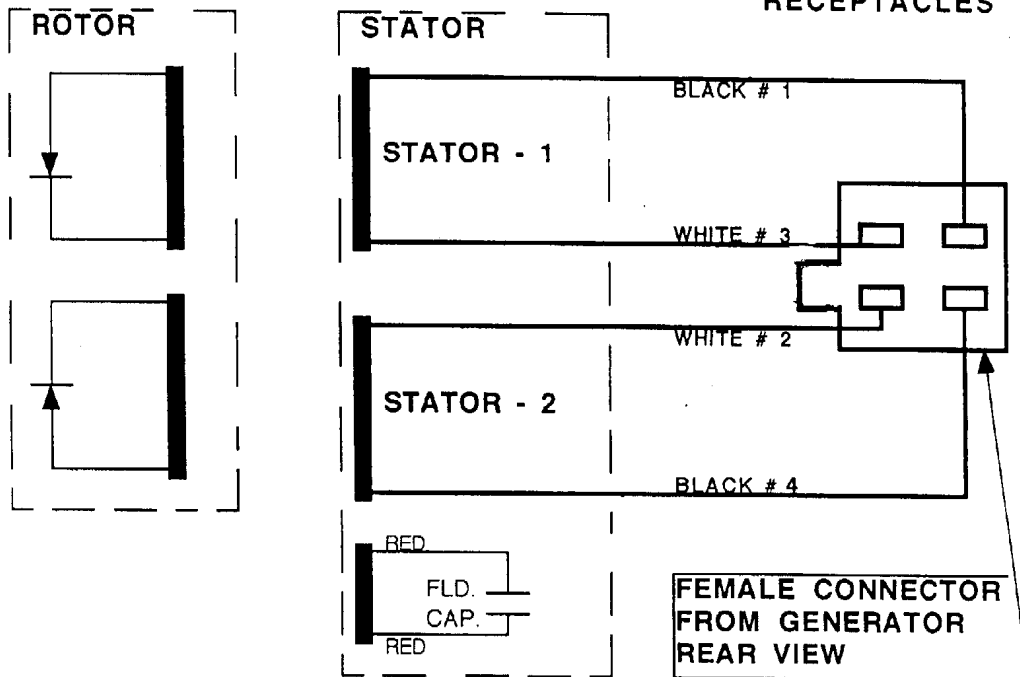 RECEPTACLES
ROTOR
STATOR
BLACK # 1
STATOR - 1
WHITE # 3
WHITE # 2
STATOR - 2
BLACK # 4
RED
FLD.
CAP.
RED
FEMALE CONNECTOR
FROM GENERATOR
REAR VIEW